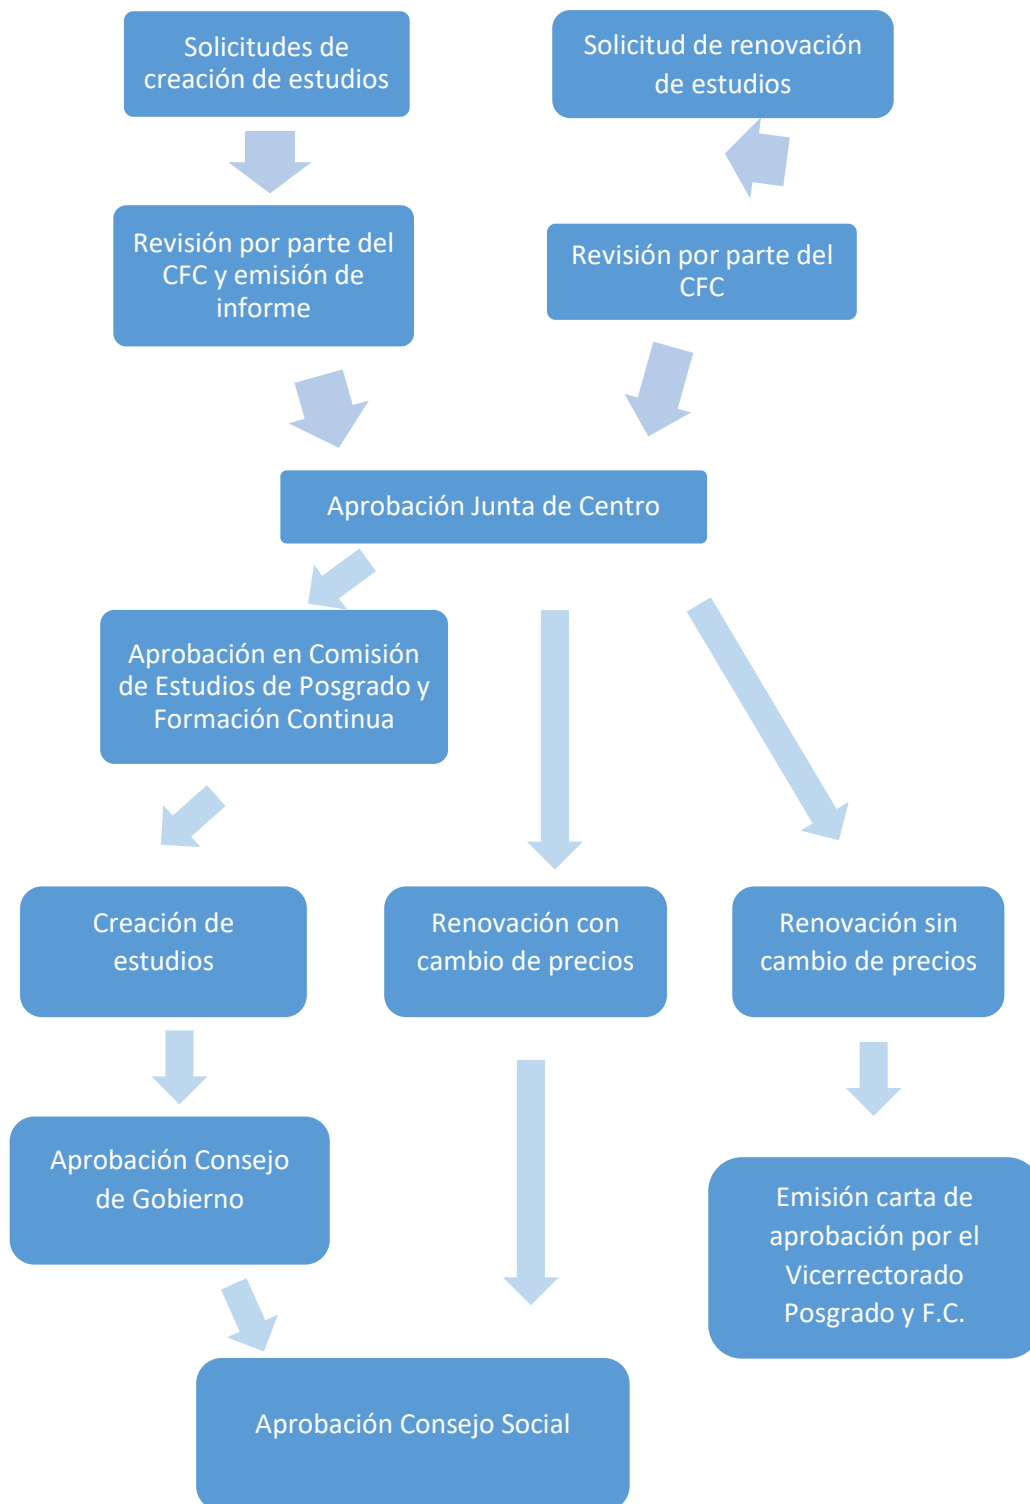 Solicitudes de
creación de estudios
Solicitud de renovación
de estudios
Revisión por parte del
CFC y emisión de
informe
Revisión por parte del
CFC
Aprobación Junta de Centro
Aprobación en Comisión
de Estudios de Posgrado y
Formación Continua
Creación de
estudios
Renovación con
cambio de precios
Renovación sin
cambio de precios
Aprobación Consejo
de Gobierno
Emisión carta de
aprobación por el
Vicerrectorado
Posgrado y F.C.
Aprobación Consejo Social